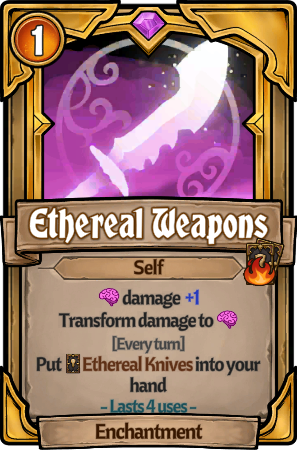 1
Ethereal Weapons
Self
damage +1
Transform damage to
[Every turn]
Put Ethereal Knives into your
hand
- Lasts 4 uses -
Enchantment